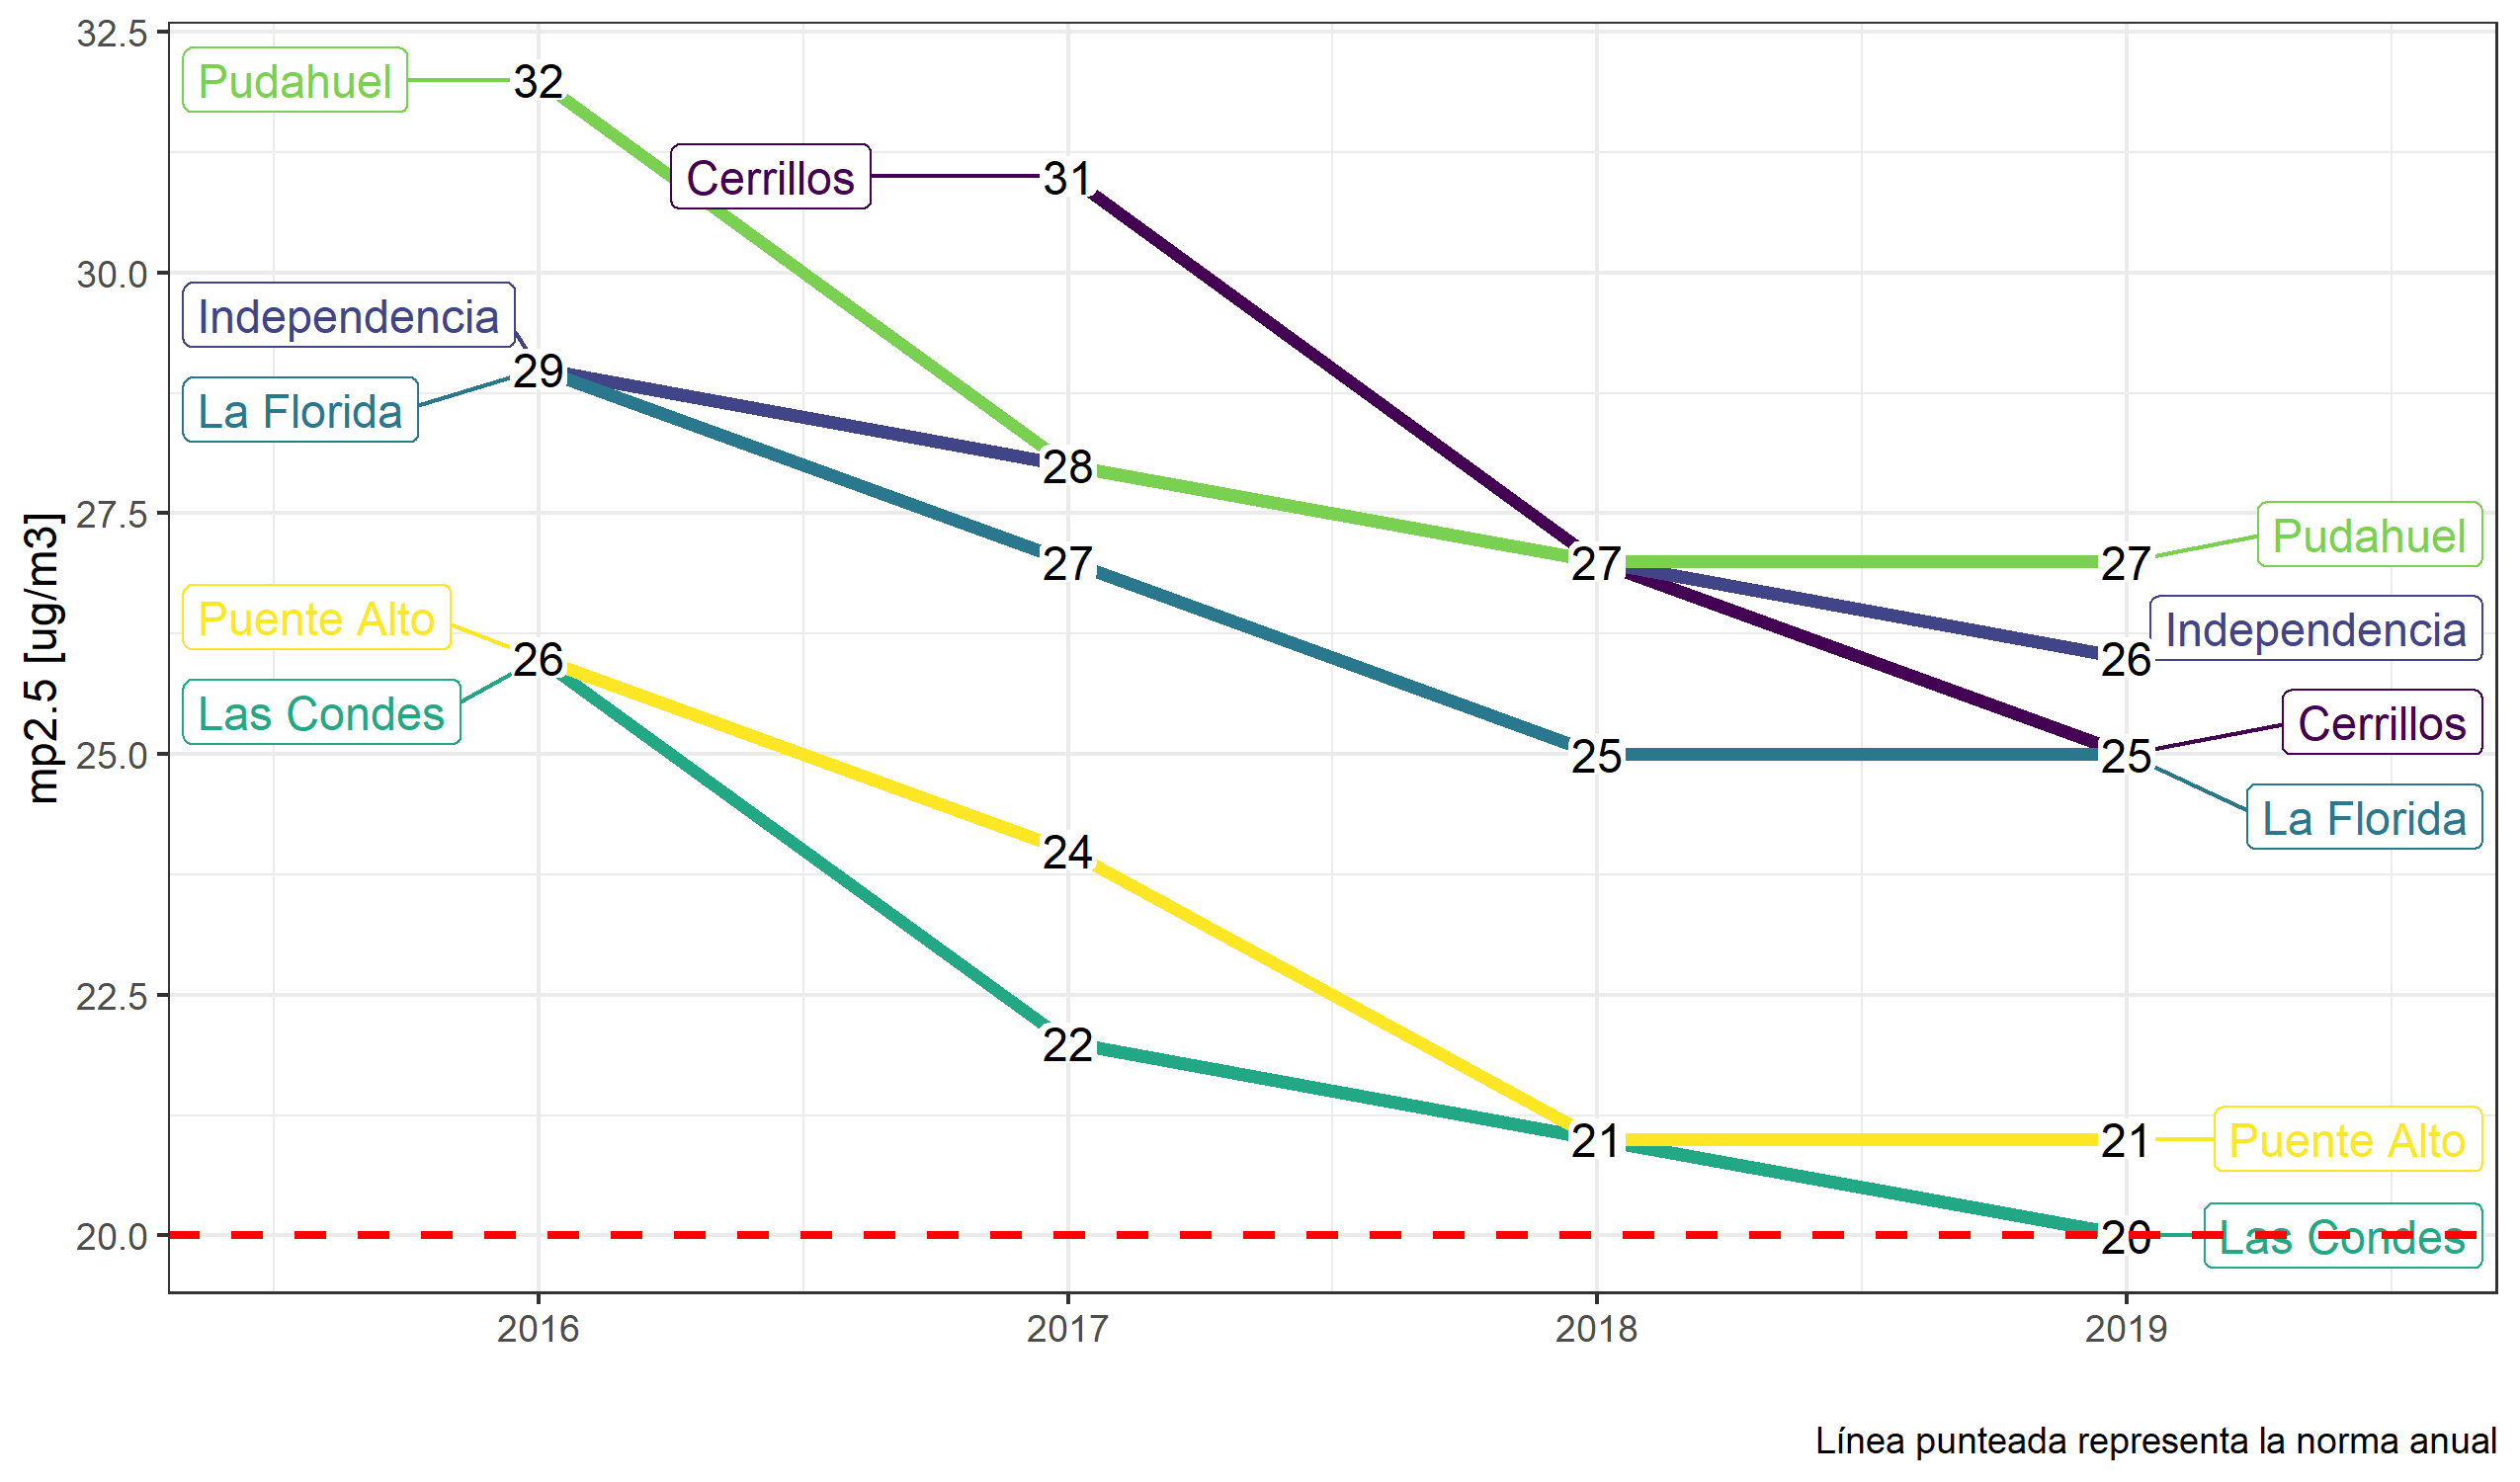 32.5
30.0
27.5
25.0
22.5
20.0
mp2.5 [ug/m3]
Pudahuel
32
Cerrillos
31
Independencia
29
La Florida
28
27
27
27
Pudahuel
Puente Alto
26
Independencia
26
Las Condes
Cerrillos
25
25
La Florida
24
22
21
21
Puente Alto
20
Las Condes
2016
2017
2018
2019
Línea punteada representa la norma anual